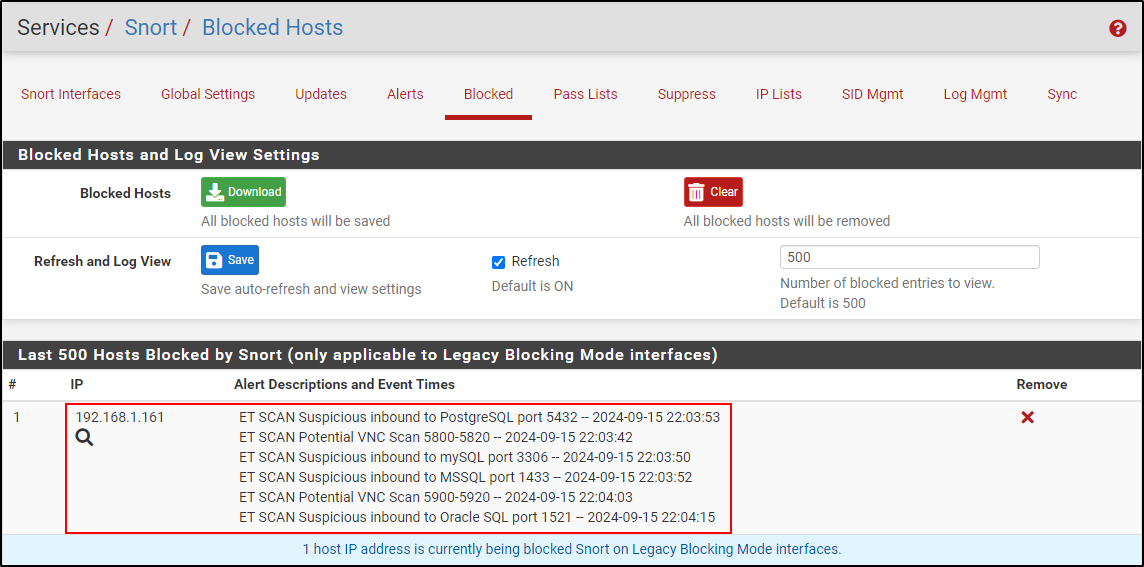 Services / Snort / Blocked Hosts ?
Snort Interfaces Global Settings Updates Alerts Blocked Pass Lists Suppress IP Lists SID Mgmt Log Mgmt Sync
Blocked Hosts and Log View Settings
Blocked Hosts Download Clear
All blocked hosts will be saved All blocked hosts will be removed
Refresh and Log View Save Refresh 500
Save auto-refresh and view settings Default is ON Number of blocked entries to view.
Default is 500
Last 500 Hosts Blocked by Snort (only applicable to Legacy Blocking Mode interfaces)
# IP Alert Descriptions and Event Times Remove
1 192.168.1.161 ET SCAN Suspicious inbound to PostgreSQL port 5432 -- 2024-09-15 22:03:53
ET SCAN Potential VNC Scan 5800-5820 -- 2024-09-15 22:03:42
ET SCAN Suspicious inbound to mySQL port 3306 -- 2024-09-15 22:03:50
ET SCAN Suspicious inbound to MSSQL port 1433 -- 2024-09-15 22:03:52
ET SCAN Potential VNC Scan 5900-5920 -- 2024-09-15 22:04:03
ET SCAN Suspicious inbound to Oracle SQL port 1521 -- 2024-09-15 22:04:15
1 host IP address is currently being blocked Snort on Legacy Blocking Mode interfaces.